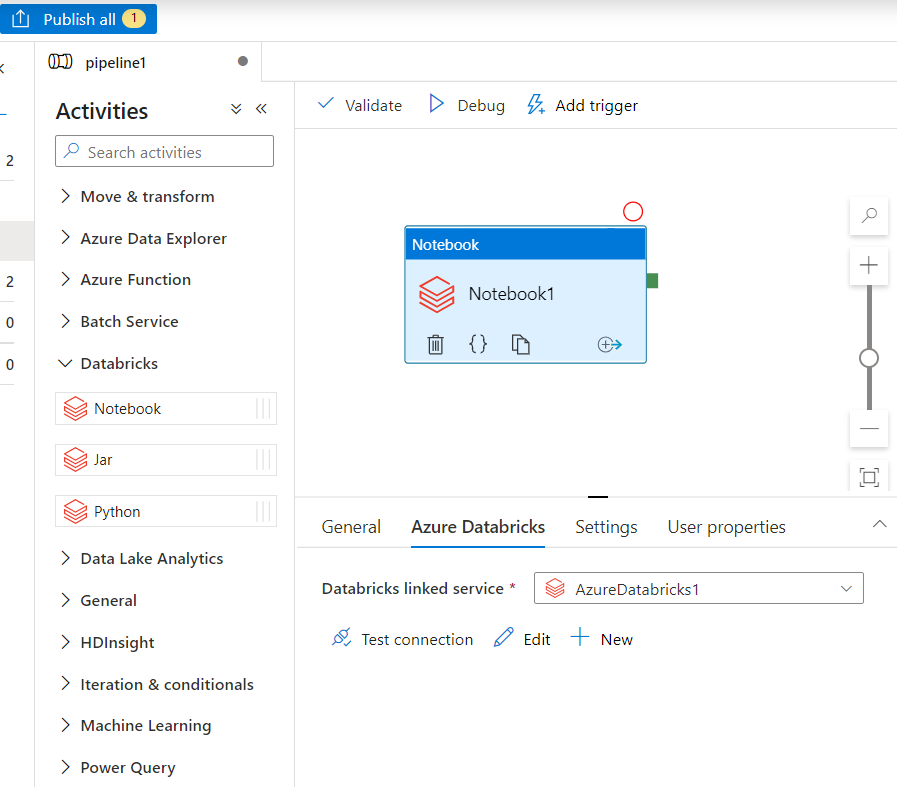 Publish all 1
pipeline1
Activities
Search activities
Move & transform
Azure Data Explorer
Azure Function
Batch Service
Databricks
Notebook
Jar
Python
Data Lake Analytics
General
HDInsight
Iteration & conditionals
Machine Learning
Power Query
2
2
0
0
Validate Debug Add trigger
Notebook
Notebook1
{}
General Azure Databricks Settings User properties
Databricks linked service * AzureDatabricks1
Test connection Edit New